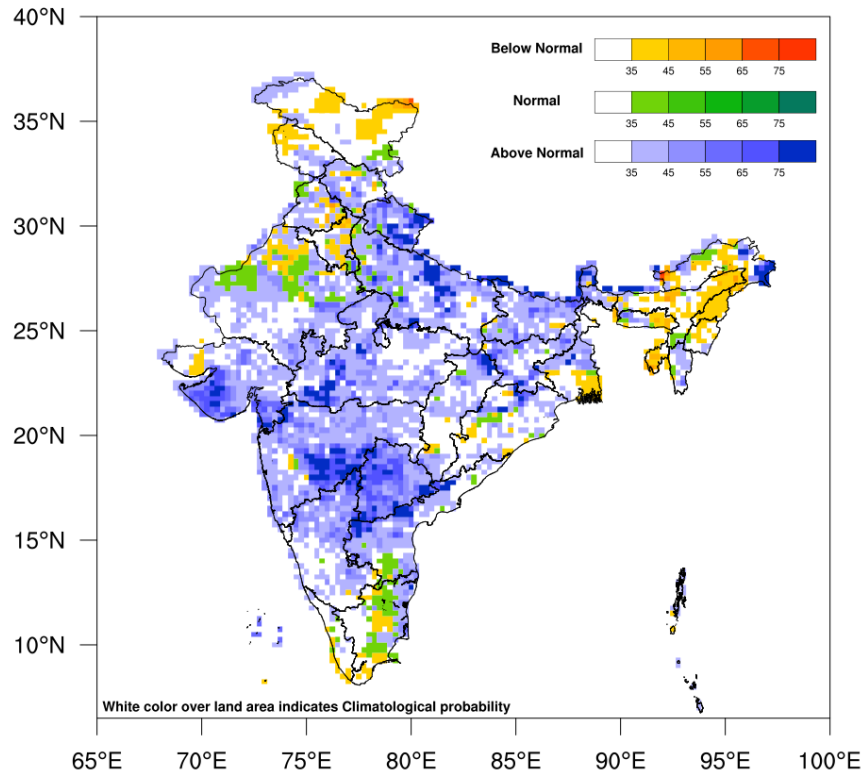 40°N
35°N
30°N
25°N
20°N
15°N
10°N
Below Normal
35 45 55 65 75
Normal
35 45 55 65 75
Above Normal
35 45 55 65 75
White color over land area indicates Climatological probability
65°E 70°E 75°E 80°E 85°E 90°E 95°E 100°E